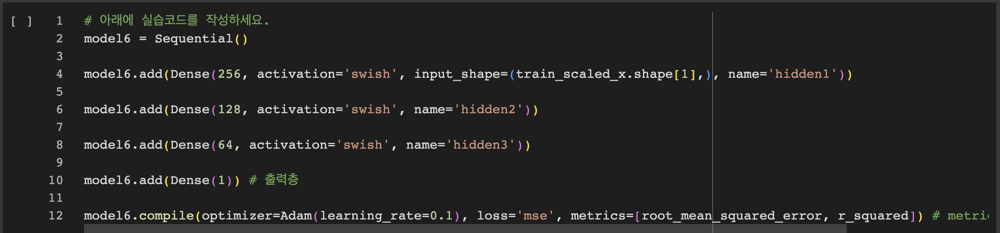 [ ] 1 # 아래에 실습코드를 작성하세요.
2 model6 = Sequential()
3
4 model6.add(Dense(256, activation='swish', input_shape=(train_scaled_x.shape[1],), name='hidden1'))
5
6 model6.add(Dense(128, activation='swish', name='hidden2'))
7
8 model6.add(Dense(64, activation='swish', name='hidden3'))
9
10 model6.add(Dense(1)) # 출력층
11
12 model6.compile(optimizer=Adam(learning_rate=0.1), loss='mse', metrics=[root_mean_squared_error, r_squared]) # metri